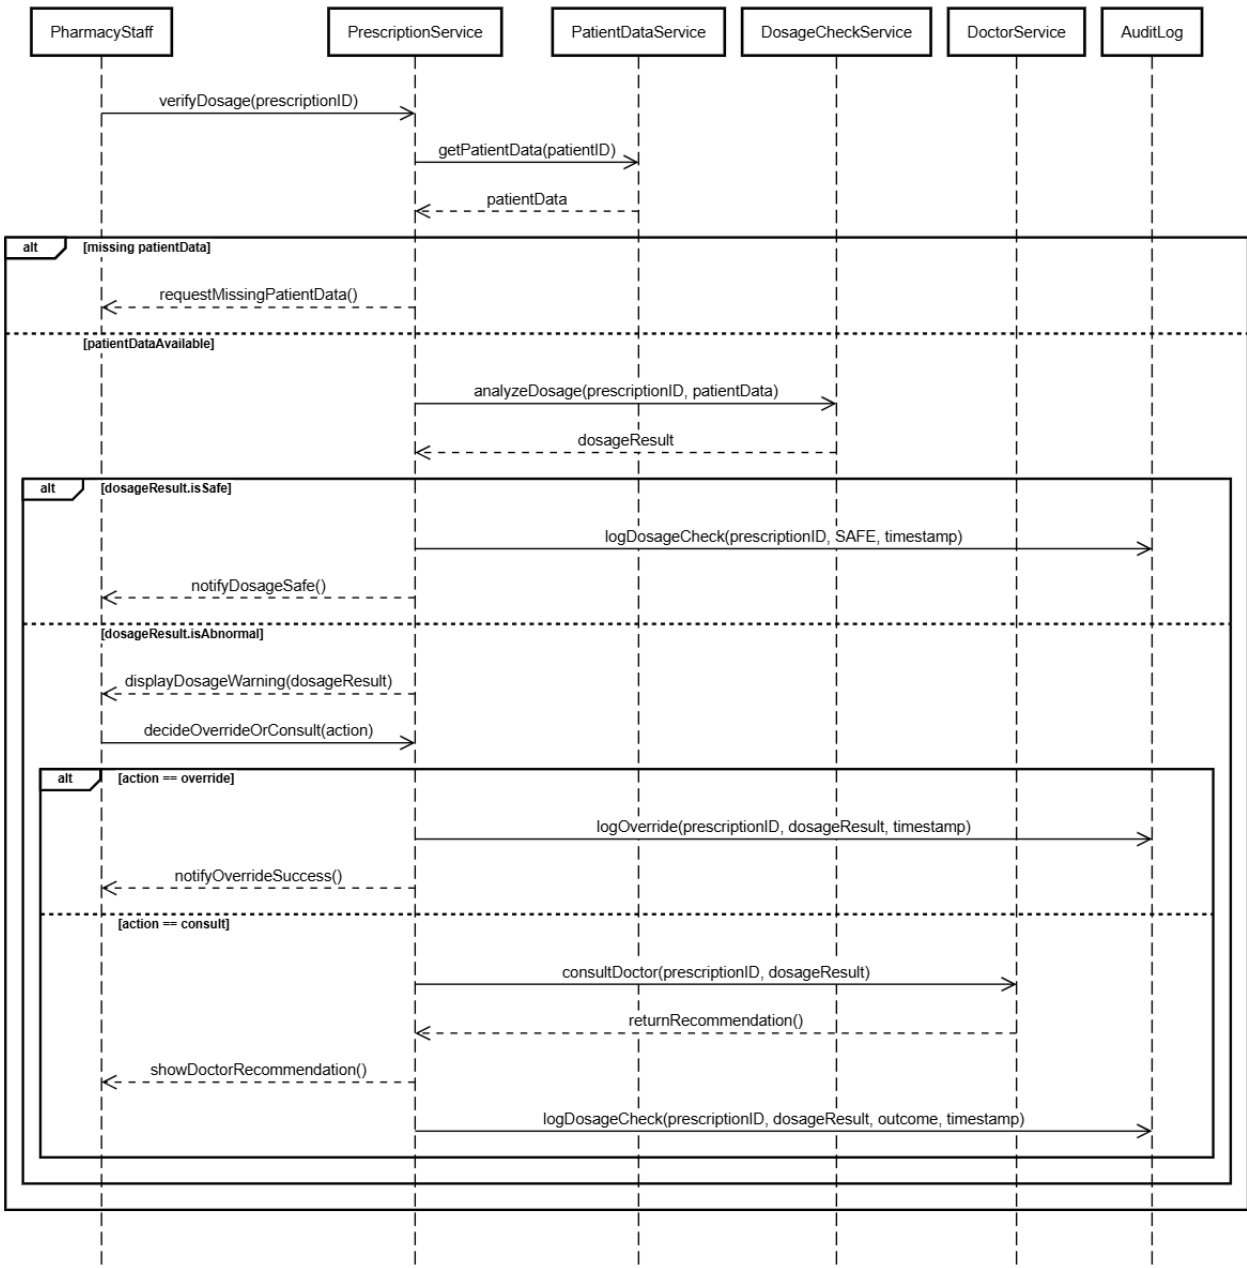 PharmacyStaff PrescriptionService PatientDataService DosageCheckService DoctorService AuditLog
verifyDosage(prescriptionID)
getPatientData(patientID)
patientData
alt [missing patientData]
requestMissingPatientData()
[patientDataAvailable]
analyzeDosage(prescriptionID, patientData)
dosageResult
alt [dosageResult.isSafe]
logDosageCheck(prescriptionID, SAFE, timestamp)
notifyDosageSafe()
[dosageResult.isAbnormal]
displayDosageWarning(dosageResult)
decideOverrideOrConsult(action)
alt [action == override]
logOverride(prescriptionID, dosageResult, timestamp)
notifyOverrideSuccess()
[action == consult]
consultDoctor(prescriptionID, dosageResult)
returnRecommendation()
showDoctorRecommendation()
logDosageCheck(prescriptionID, dosageResult, outcome, timestamp)